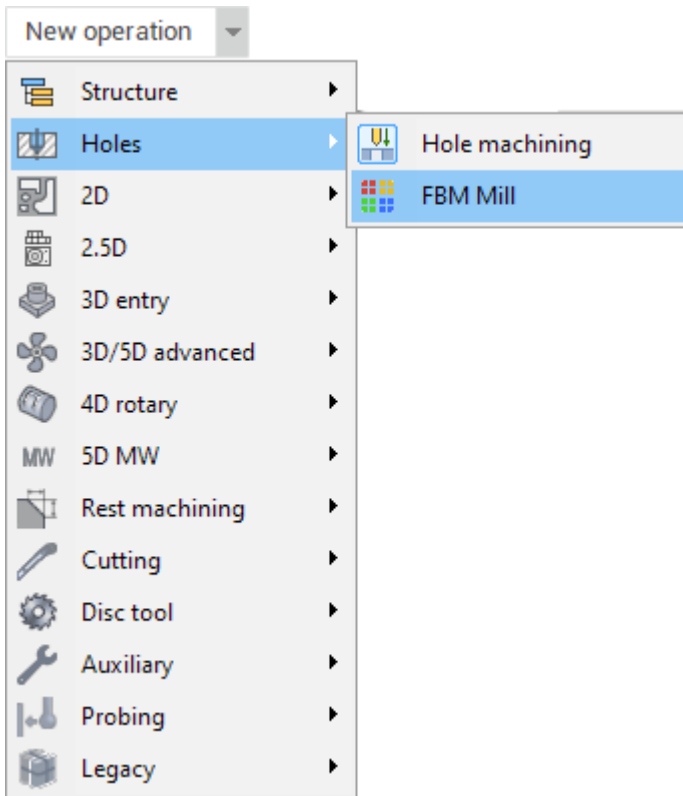 New operation
Structure
Holes
Hole machining
2D
FBM Mill
2.5D
3D entry
3D/5D advanced
4D rotary
MW 5D MW
Rest machining
Cutting
Disc tool
Auxiliary
Probing
Legacy